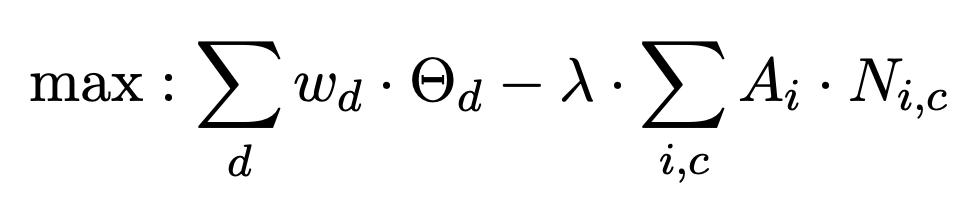 max : ∑_d w_d · Θ_d − λ · ∑_{i,c} A_i · N_{i,c}